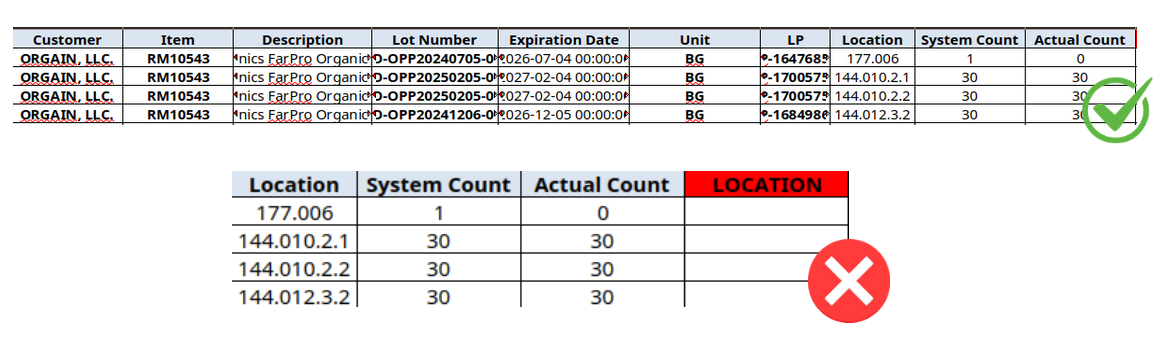 Customer Item Description Lot Number Expiration Date Unit LP Location System Count Actual Count
ORGAIN, LLC. RM10543 nics FarPro Organic D-OPP20240705-0 2026-07-04 00:00:0 BG -1647685 177.006 1 0
ORGAIN, LLC. RM10543 nics FarPro Organic D-OPP20250205-0 2027-02-04 00:00:0 BG -1700575 144.010.2.1 30 30
ORGAIN, LLC. RM10543 nics FarPro Organic D-OPP20250205-0 2027-02-04 00:00:0 BG -1700575 144.010.2.2 30 30
ORGAIN, LLC. RM10543 nics FarPro Organic D-OPP20241206-0 2026-12-05 00:00:0 BG -1684986 144.012.3.2 30 30
Location System Count Actual Count LOCATION
177.006 1 0
144.010.2.1 30 30
144.010.2.2 30 30
144.012.3.2 30 30